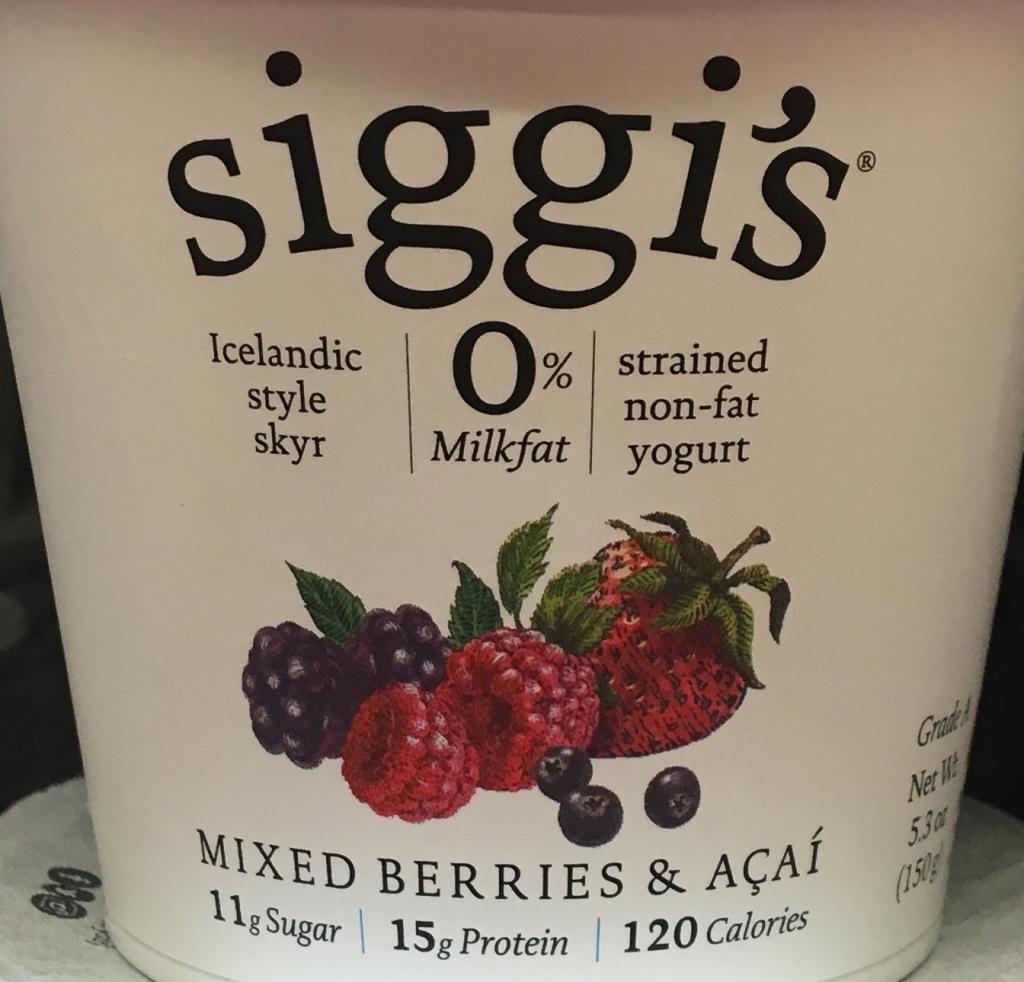 siggi's®
Icelandic
style
skyr
0%
Milkfat
strained
non-fat
yogurt
MIXED BERRIES & AÇAÍ
11g Sugar | 15g Protein | 120 Calories
Grade A
Net Wt
5.3 oz
(150g)